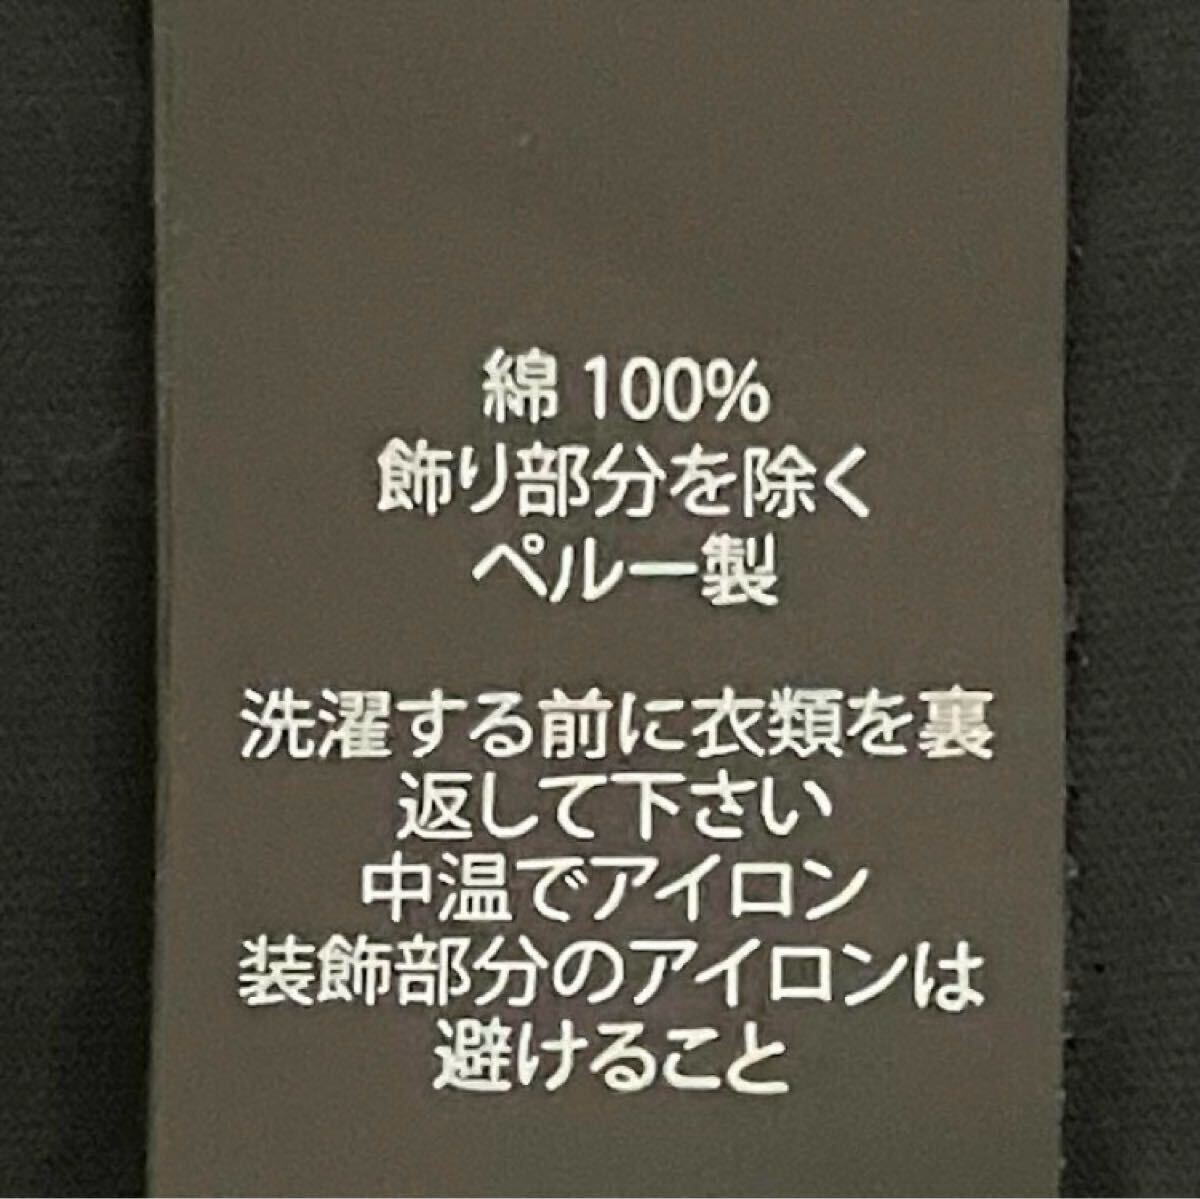 綿 100%
飾り部分を除く
ペルー製
洗濯する前に衣類を裏
返して下さい
中温でアイロン
装飾部分のアイロンは
避けること